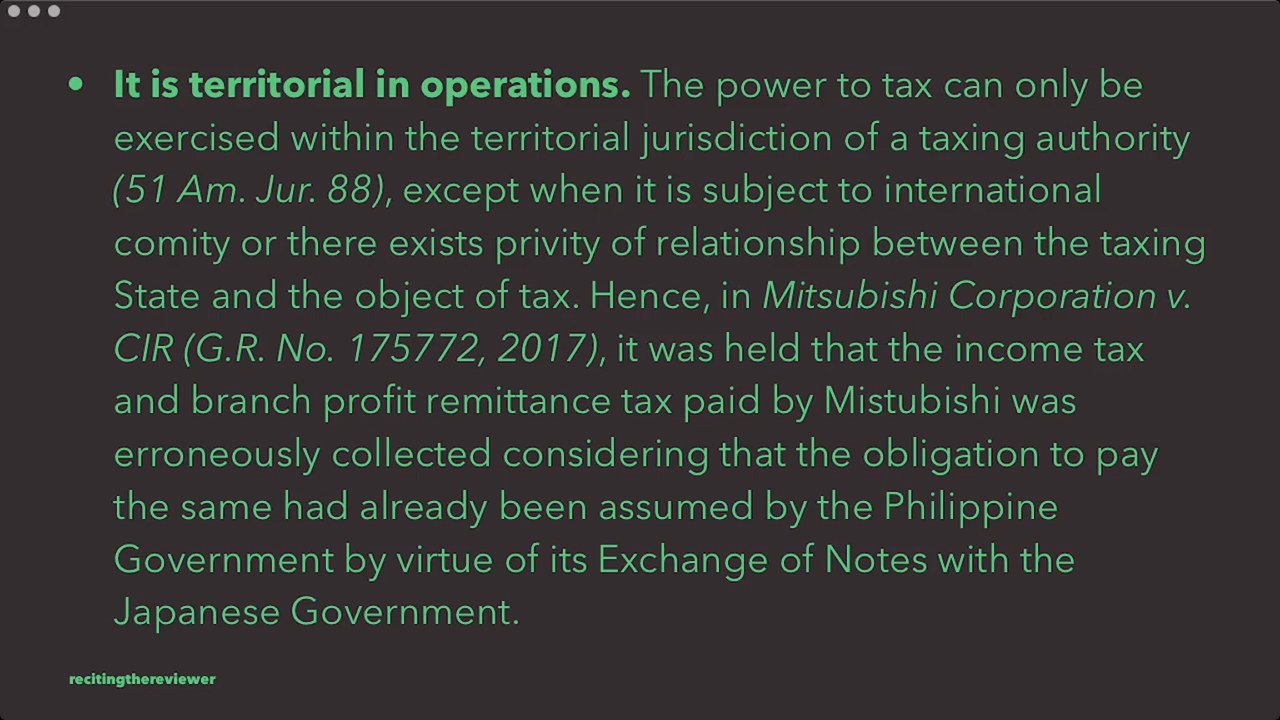 • It is territorial in operations. The power to tax can only be
exercised within the territorial jurisdiction of a taxing authority
(51 Am. Jur. 88), except when it is subject to international
comity or there exists privity of relationship between the taxing
State and the object of tax. Hence, in Mitsubishi Corporation v.
CIR (G.R. No. 175772, 2017), it was held that the income tax
and branch profit remittance tax paid by Mistubishi was
erroneously collected considering that the obligation to pay
the same had already been assumed by the Philippine
Government by virtue of its Exchange of Notes with the
Japanese Government.
recitingthereviewer